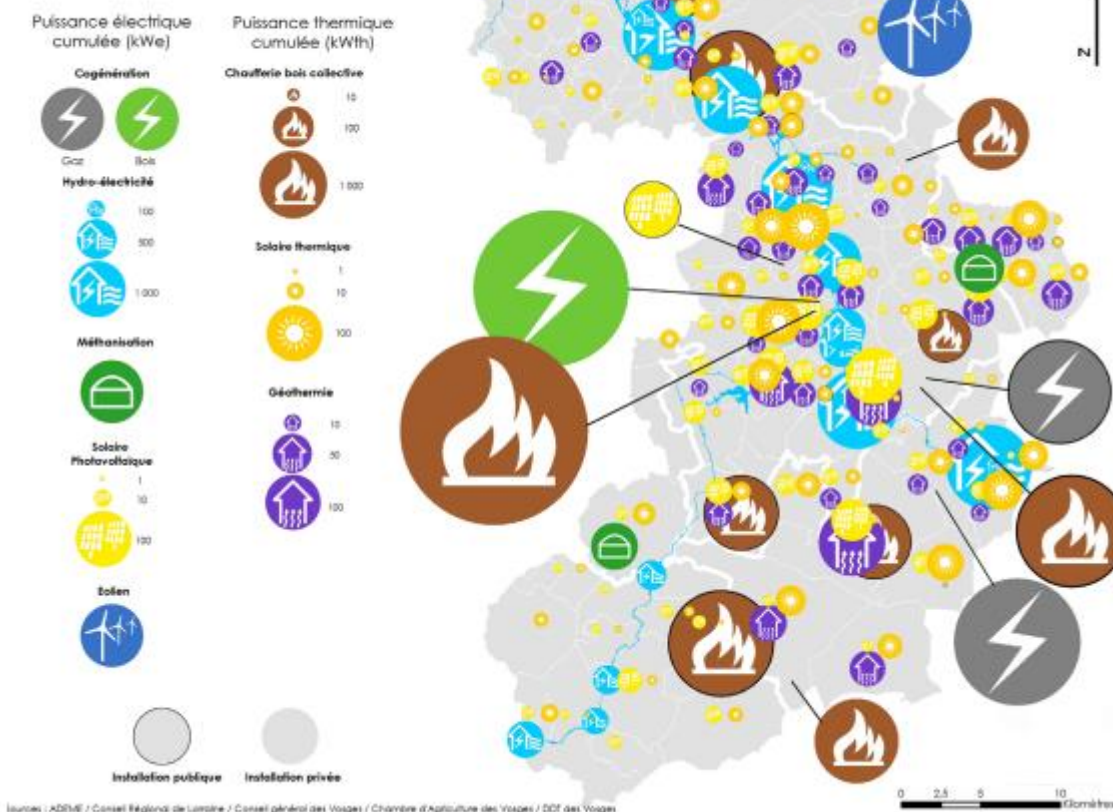 Puissance électrique
cumulée (kWe)
Cogénération
Gaz
Bois
Hydro-électricité
100
500
1 000
Méthanisation
Solaire
Photovoltaïque
1
10
100
Eolien
Puissance thermique
cumulée (kWth)
Chaufferie bois collective
10
100
1 000
Solaire thermique
1
10
100
Géothermie
10
50
100
Installation publique
Installation privée
N
0
2,5
5
10
Kilomètres
Sources : ADEME / Conseil Régional de Lorraine / Conseil général des Vosges / Chambre d'Agriculture des Vosges / DDT des Vosges